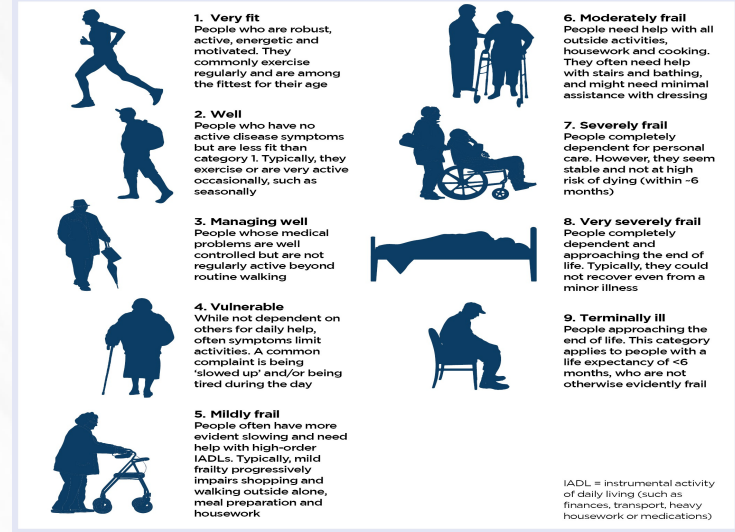 1. Very fit
People who are robust,
active, energetic and
motivated. They
commonly exercise
regularly and are among
the fittest for their age
2. Well
People who have no
active disease symptoms
but are less fit than
category 1. Typically, they
exercise or are very active
occasionally, such as
seasonally
3. Managing well
People whose medical
problems are well
controlled but are not
regularly active beyond
routine walking
4. Vulnerable
While not dependent on
others for daily help,
often symptoms limit
activities. A common
complaint is being
‘slowed up’ and/or being
tired during the day
5. Mildly frail
People often have more
evident slowing and need
help with high-order
IADLs. Typically, mild
frailty progressively
impairs shopping and
walking outside alone,
meal preparation and
housework
6. Moderately frail
People need help with all
outside activities,
housework and cooking.
They often need help
with stairs and bathing,
and might need minimal
assistance with dressing
7. Severely frail
People completely
dependent for personal
care. However, they seem
stable and not at high
risk of dying (within ~6
months)
8. Very severely frail
People completely
dependent and
approaching the end of
life. Typically, they could
not recover even from a
minor illness
9. Terminally ill
People approaching the
end of life. This category
applies to people with a
life expectancy of <6
months, who are not
otherwise evidently frail
IADL = instrumental activity
of daily living (such as
finances, transport, heavy
housework or medications)